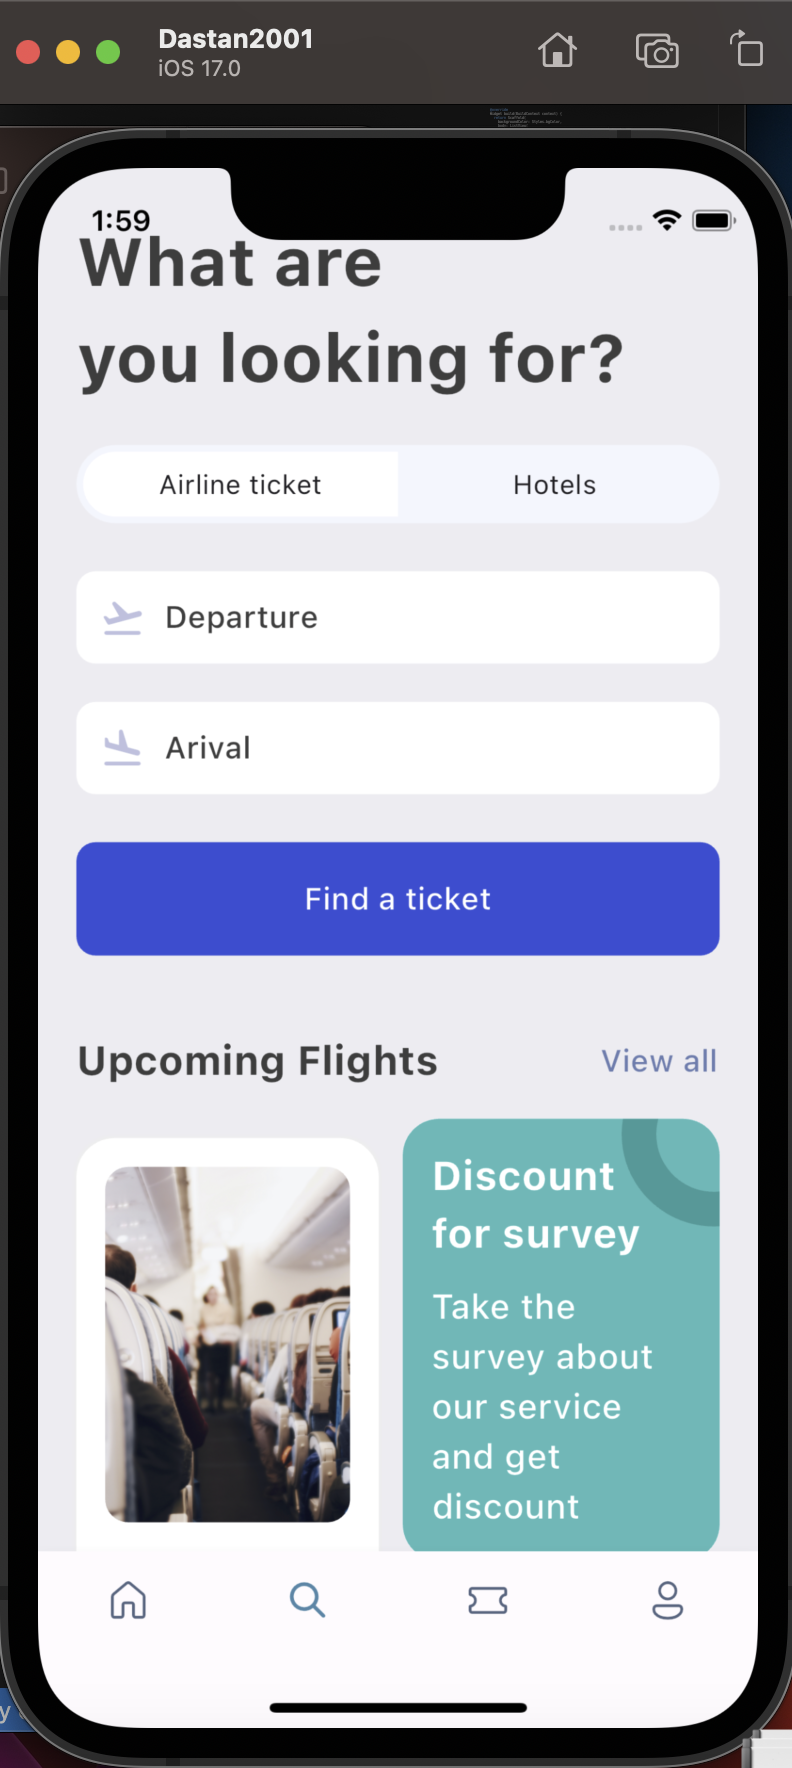 Dastan2001
iOS 17.0
1:59
What are
you looking for?
Airline ticket
Hotels
Departure
Arival
Find a ticket
Upcoming Flights
View all
Discount
for survey
Take the
survey about
our service
and get
discount